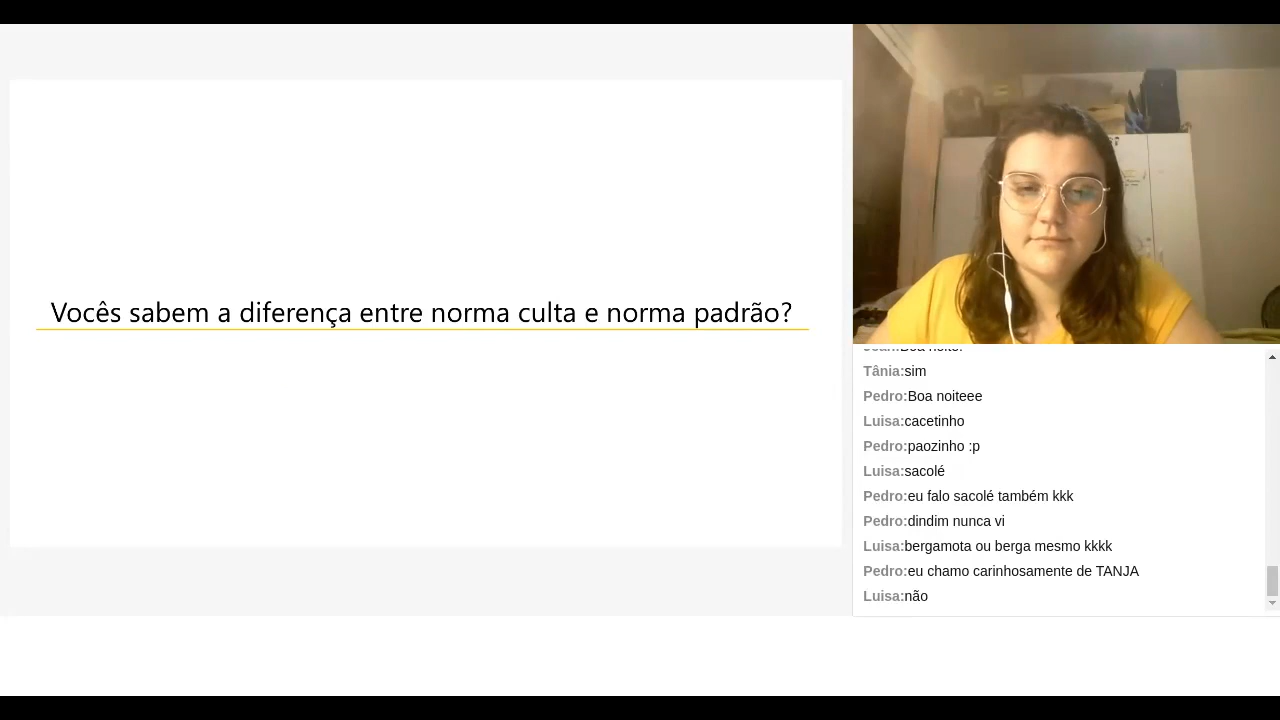 Vocês sabem a diferença entre norma culta e norma padrão?
Tânia:sim
Pedro:Boa noiteee
Luisa:cacetinho
Pedro:paozinho :p
Luisa:sacolé
Pedro:eu falo sacolé também kkk
Pedro:dindim nunca vi
Luisa:bergamota ou berga mesmo kkkk
Pedro:eu chamo carinhosamente de TANJA
Luisa:não